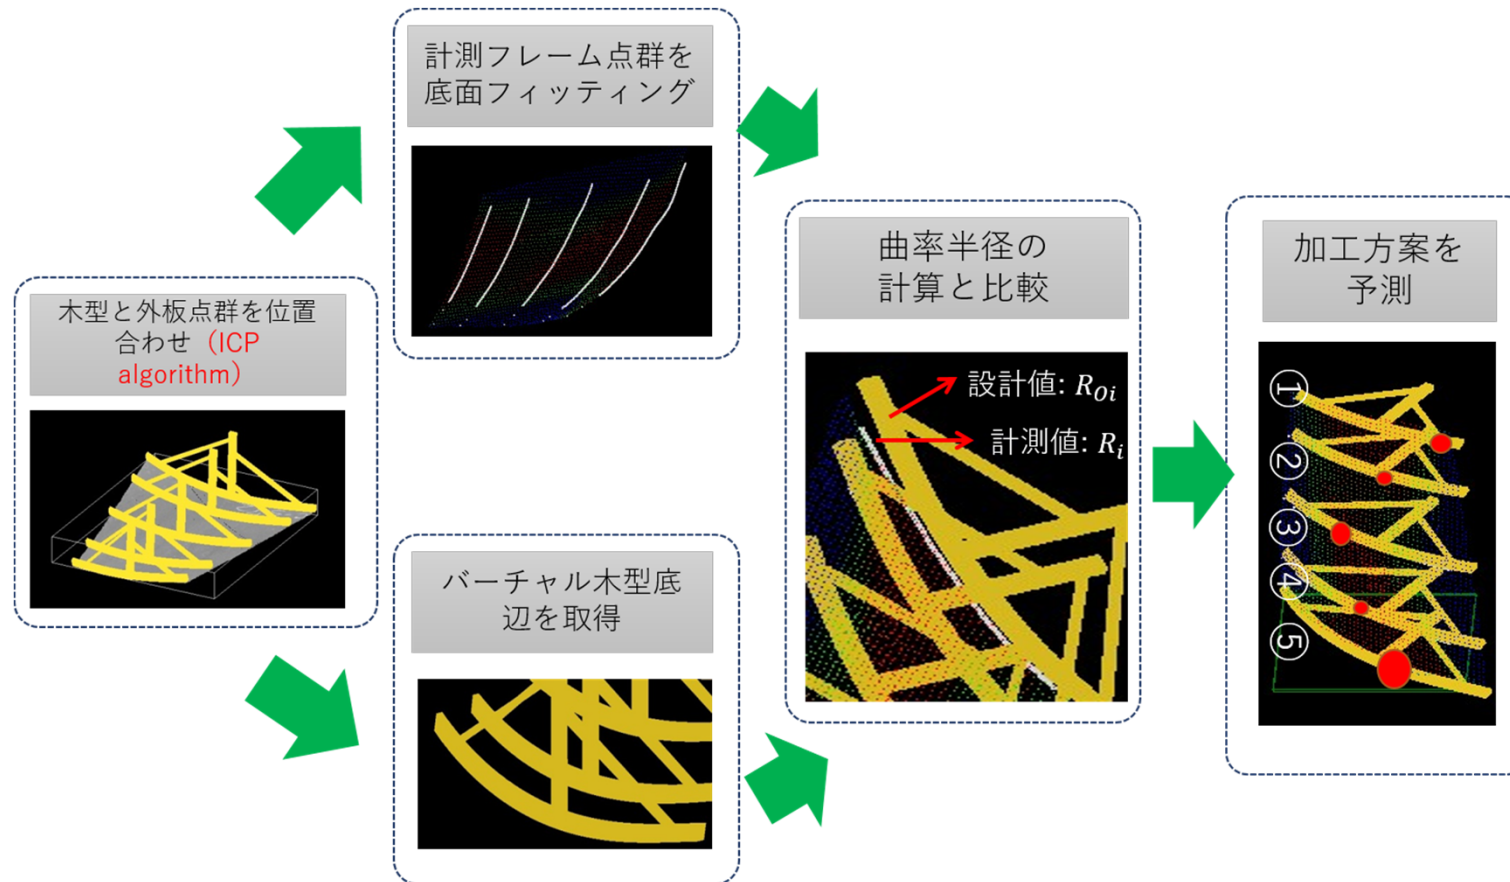 木型と外板点群を位置
合わせ（ICP
algorithm）
計測フレーム点群を
底面フィッティング
バーチャル木型底
辺を取得
曲率半径の
計算と比較
設計値: R_{Oi}
計測値: R_i
加工方案を
予測
①
②
③
④
⑤